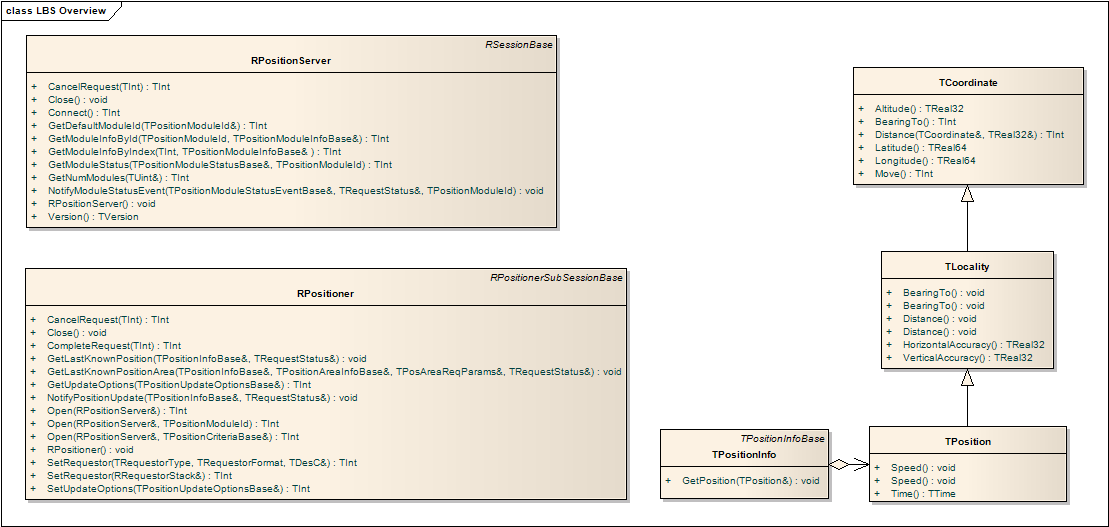 class LBS Overview
RSessionBase
RPositionServer
+ CancelRequest(TInt) : TInt
+ Close() : void
+ Connect() : TInt
+ GetDefaultModuleId(TPositionModuleId&) : TInt
+ GetModuleInfoById(TPositionModuleId, TPositionModuleInfoBase&) : TInt
+ GetModuleInfoByIndex(TInt, TPositionModuleInfoBase& ) : TInt
+ GetModuleStatus(TPositionModuleStatusBase&, TPositionModuleId) : TInt
+ GetNumModules(TUint&) : TInt
+ NotifyModuleStatusEvent(TPositionModuleStatusEventBase&, TRequestStatus&, TPositionModuleId) : void
+ RPositionServer() : void
+ Version() : TVersion
RPositionerSubSessionBase
RPositioner
+ CancelRequest(TInt) : TInt
+ Close() : void
+ CompleteRequest(TInt) : TInt
+ GetLastKnownPosition(TPositionInfoBase&, TRequestStatus&) : void
+ GetLastKnownPositionArea(TPositionInfoBase&, TPositionAreaInfoBase&, TPosAreaReqParams&, TRequestStatus&) : void
+ GetUpdateOptions(TPositionUpdateOptionsBase&) : TInt
+ NotifyPositionUpdate(TPositionInfoBase&, TRequestStatus&) : void
+ Open(RPositionServer&) : TInt
+ Open(RPositionServer&, TPositionModuleId) : TInt
+ Open(RPositionServer&, TPositionCriteriaBase&) : TInt
+ RPositioner() : void
+ SetRequestor(TRequestorType, TRequestorFormat, TDesC&) : TInt
+ SetRequestor(RRequestorStack&) : TInt
+ SetUpdateOptions(TPositionUpdateOptionsBase&) : TInt
TCoordinate
+ Altitude() : TReal32
+ BearingTo() : TInt
+ Distance(TCoordinate&, TReal32&) : TInt
+ Latitude() : TReal64
+ Longitude() : TReal64
+ Move() : TInt
TLocality
+ BearingTo() : void
+ BearingTo() : void
+ Distance() : void
+ Distance() : void
+ HorizontalAccuracy() : TReal32
+ VerticalAccuracy() : TReal32
TPositionInfoBase
TPositionInfo
+ GetPosition(TPosition&) : void
TPosition
+ Speed() : void
+ Speed() : void
+ Time() : TTime